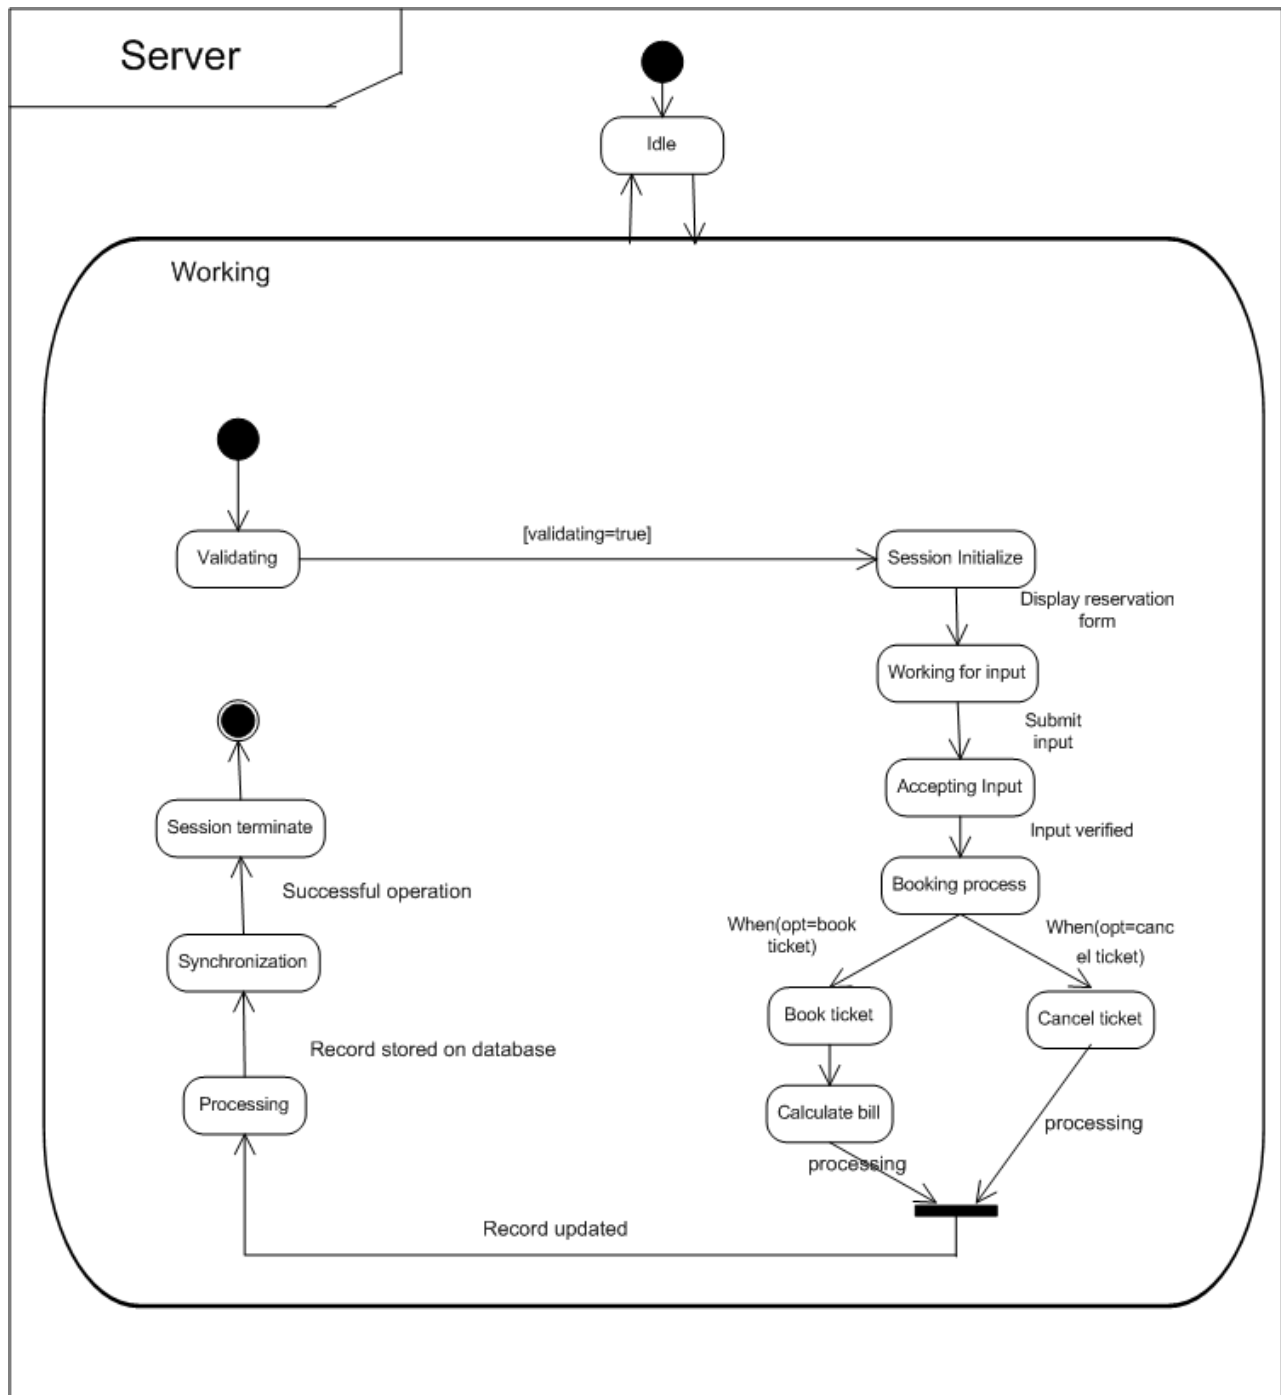 Server
Idle
Working
[validating=true]
Validating
Session Initialize
Display reservation
form
Working for input
Submit
input
Accepting Input
Input verified
Booking process
When(opt=book
ticket)
When(opt=canc
el ticket)
Book ticket
Cancel ticket
Calculate bill
processing
processing
Record updated
Processing
Record stored on database
Synchronization
Successful operation
Session terminate